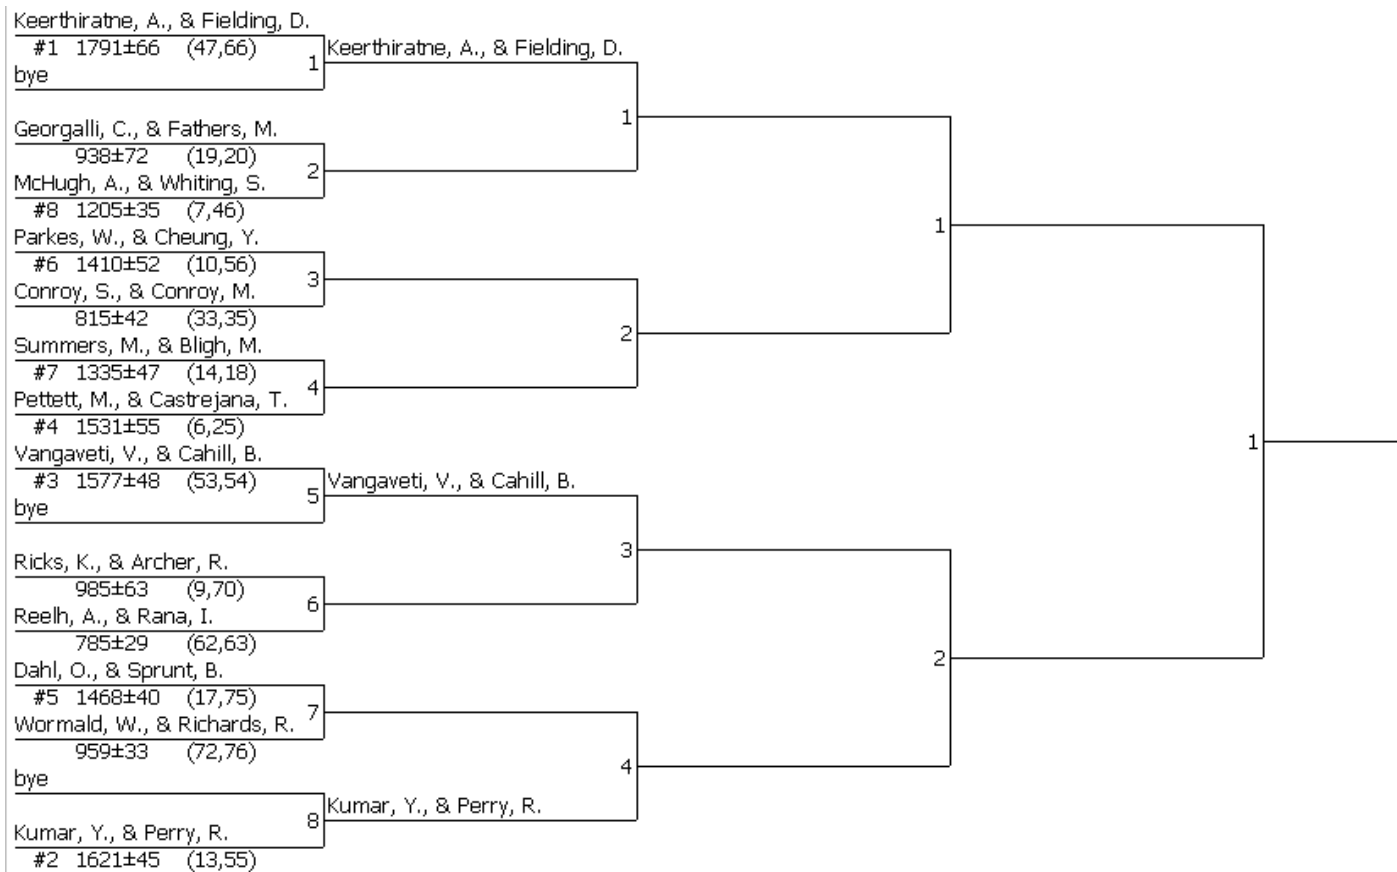 Keerthiratne, A., & Fielding, D.
#1 1791±66 (47,66)
Keerthiratne, A., & Fielding, D.
1
bye
1
Georgalli, C., & Fathers, M.
938±72 (19,20)
2
McHugh, A., & Whiting, S.
#8 1205±35 (7,46)
1
Parkes, W., & Cheung, Y.
#6 1410±52 (10,56)
3
Conroy, S., & Conroy, M.
815±42 (33,35)
2
Summers, M., & Bligh, M.
#7 1335±47 (14,18)
4
Pettett, M., & Castrejana, T.
#4 1531±55 (6,25)
1
Vangaveti, V., & Cahill, B.
#3 1577±48 (53,54)
Vangaveti, V., & Cahill, B.
5
bye
3
Ricks, K., & Archer, R.
985±63 (9,70)
6
Reelh, A., & Rana, I.
785±29 (62,63)
2
Dahl, O., & Sprunt, B.
#5 1468±40 (17,75)
7
Wormald, W., & Richards, R.
959±33 (72,76)
4
bye
Kumar, Y., & Perry, R.
8
Kumar, Y., & Perry, R.
#2 1621±45 (13,55)